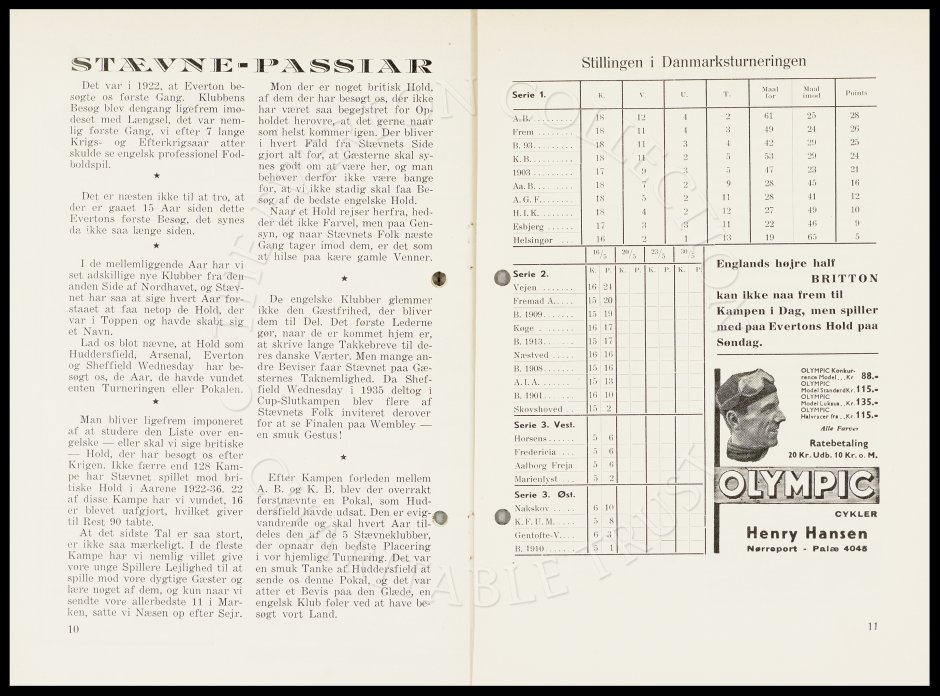 STÆVNE-PASSIAR
Det var i 1922, at Everton be-
søgte os første Gang. Klubbens
Besøg blev dengang ligefrem imø-
deset med Længsel, det var nem-
lig første Gang, vi efter 7 lange
Krigs- og Efterkrigsaar atter
skulde se engelsk professionel Fod-
boldspil.
★
Det er næsten ikke til at tro, at
der er gaaet 15 Aar siden dette
Evertons første Besøg, det synes
da ikke saa længe siden.
★
I de mellemliggende Aar har vi
set adskillige nye Klubber fra den
anden Side af Nordhavet, og Stæv-
net har saa at sige hvert Aar for-
staaet at faa netop de Hold, der
var i Toppen og havde skabt sig
et Navn.
Lad os blot nævne, at Hold som
Huddersfield, Arsenal, Everton
og Sheffield Wednesday har be-
søgt os, de Aar, de havde vundet
enten Turneringen eller Pokalen.
★
Man bliver ligefrem imponeret
af at studere den Liste over en-
gelske — eller skal vi sige britiske
— Hold, der har besøgt os efter
Krigen. Ikke færre end 128 Kam-
pe har Stævnet spillet mod bri-
tiske Hold i Aarene 1922-36. 22
af disse Kampe har vi vundet, 16
er blevet uafgjort, hvilket giver
til Rest 90 tabte.
At det sidste Tal er saa stort,
er ikke saa mærkeligt. I de fleste
Kampe har vi nemlig villet give
vore unge Spillere Lejlighed til at
spille mod vore dygtige Gæster og
lære noget af dem, og kun naar vi
sendte vore allerbedste 11 i Mar-
ken, satte vi Næsen op efter Sejr.
10
Mon der er noget britisk Hold,
af dem der har besøgt os, der ikke
har været saa begejstret for Op-
holdet herovre, at det gerne naar
som helst kommer igen. Der bliver
i hvert Fald fra Stævnets Side
gjort alt for, at Gæsterne skal sy-
nes godt om at være her, og man
behøver derfor ikke være bange
for, at vi ikke stadig skal faa Be-
søg af de bedste engelske Hold.
Naar et Hold rejser herfra, hed-
der det ikke Farvel, men paa Gen-
syn, og naar Stævnets Folk næste
Gang tager imod dem, er det som
at hilse paa kære gamle Venner.
★
De engelske Klubber glemmer
ikke den Gæstfrihed, der bliver
dem til Del. Det første Lederne
gør, naar de er kommet hjem er,
at skrive lange Takkebreve til de-
res danske Værter. Men mange an-
dre Beviser faar Stævnet paa Gæ-
sternes Taknemlighed. Da Shef-
field Wednesday i 1935 deltog i
Cup-Slutkampen blev flere af
Stævnets Folk inviteret derover
for at se Finalen paa Wembley —
en smuk Gestus!
★
Efter Kampen forleden mellem
A. B. og K. B. blev der overrakt
førstnævnte en Pokal, som Hud-
dersfield havde udsat. Den er evig-
vandrende og skal hvert Aar til-
deles den af de 5 Stævneklubber,
der opnaar den bedste Placering
i vor hjemlige Turnering. Det var
en smuk Tanke af Huddersfield at
sende os denne Pokal, og det var
atter et Bevis paa den Glæde, en
engelsk Klub føler ved at have be-
søgt vort Land.
Stillingen i Danmarksturneringen
Serie 1. K. V. U. T. Maal for Maal imod Points
A.B. 18 12 4 2 61 25 28
Frem 18 11 4 3 49 24 26
B. 93 18 11 3 4 42 29 25
K.B. 18 11 2 5 53 29 24
1903 17 9 3 5 47 23 21
Aa.B. 18 7 2 9 28 45 16
A.G.F. 18 5 2 11 28 41 12
H.I.K. 18 4 2 12 27 49 10
Esbjerg 17 3 3 11 22 46 9
Helsingør 16 2 1 13 19 65 5
16/5 20/5 23/5 30/5
Serie 2. K. P. K. P. K. P. K. P.
Vejen 16 24
Fremad A. 15 20
B. 1909 15 19
Køge 16 17
B. 1913 15 17
Næstved 16 16
B. 1908 15 16
A.I.A. 15 13
B. 1901 16 10
Skovshoved 15 2
Serie 3. Vest.
Horsens 5 6
Fredericia 5 6
Aalborg Freja 5 6
Marienlyst 5 2
Serie 3. Øst.
Nakskov 6 10
K.F.U.M. 5 8
Gentofte-V. 6 3
B. 1910 5 1
Englands højre half
BRITTON
kan ikke naa frem til
Kampen i Dag, men spiller
med paa Evertons Hold paa
Søndag.
OLYMPIC Konkur-
rence Model Kr. 88.-
OLYMPIC
Model Standard Kr. 115.-
OLYMPIC
Model Luksus Kr. 135.-
OLYMPIC
Halvracer fra Kr. 115.-
Alle Farver
Ratebetaling
20 Kr. Udb. 10 Kr. o. M.
OLYMPIC
CYKLER
Henry Hansen
Nørreport - Palæ 4045
11